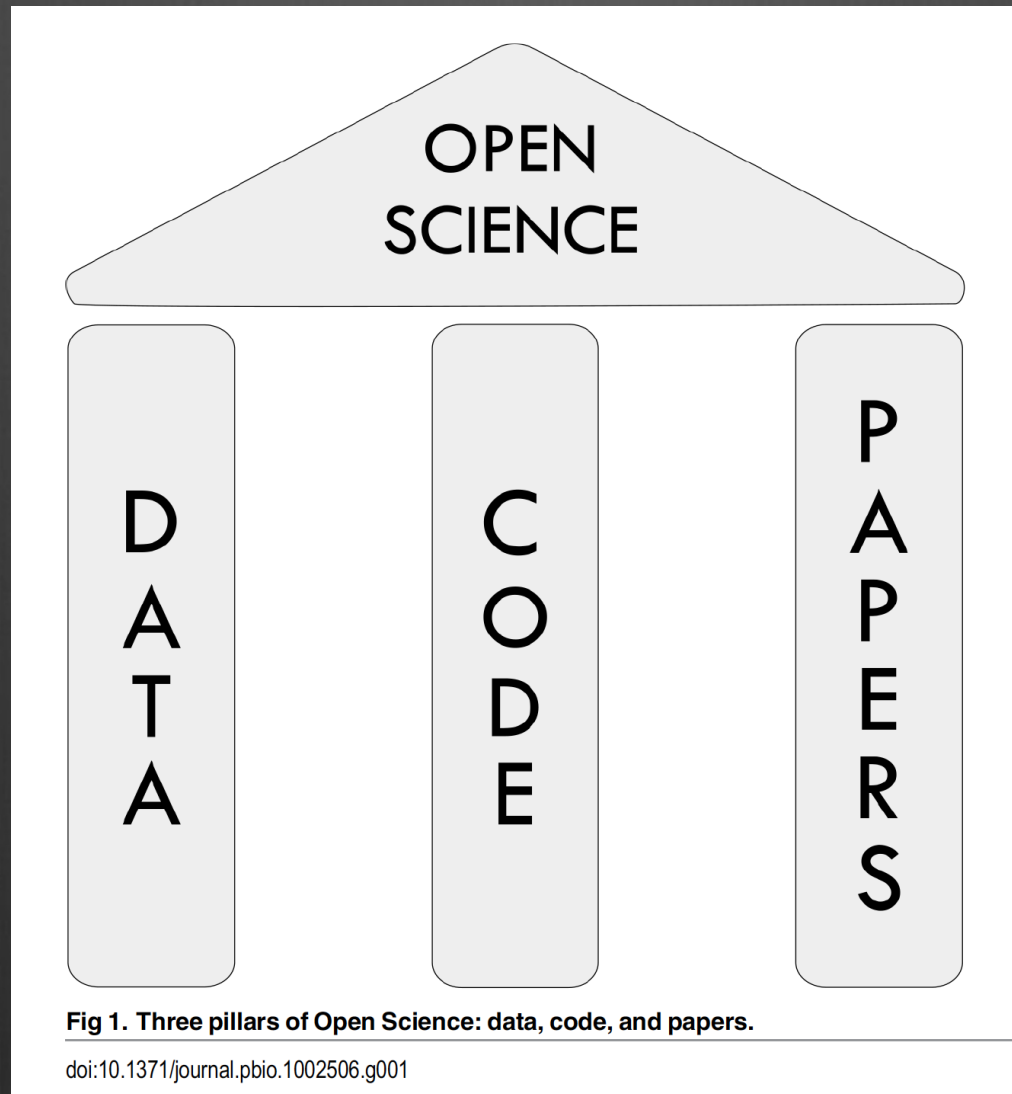 OPEN
SCIENCE
DATA
CODE
PAPERS
Fig 1. Three pillars of Open Science: data, code, and papers.
doi:10.1371/journal.pbio.1002506.g001